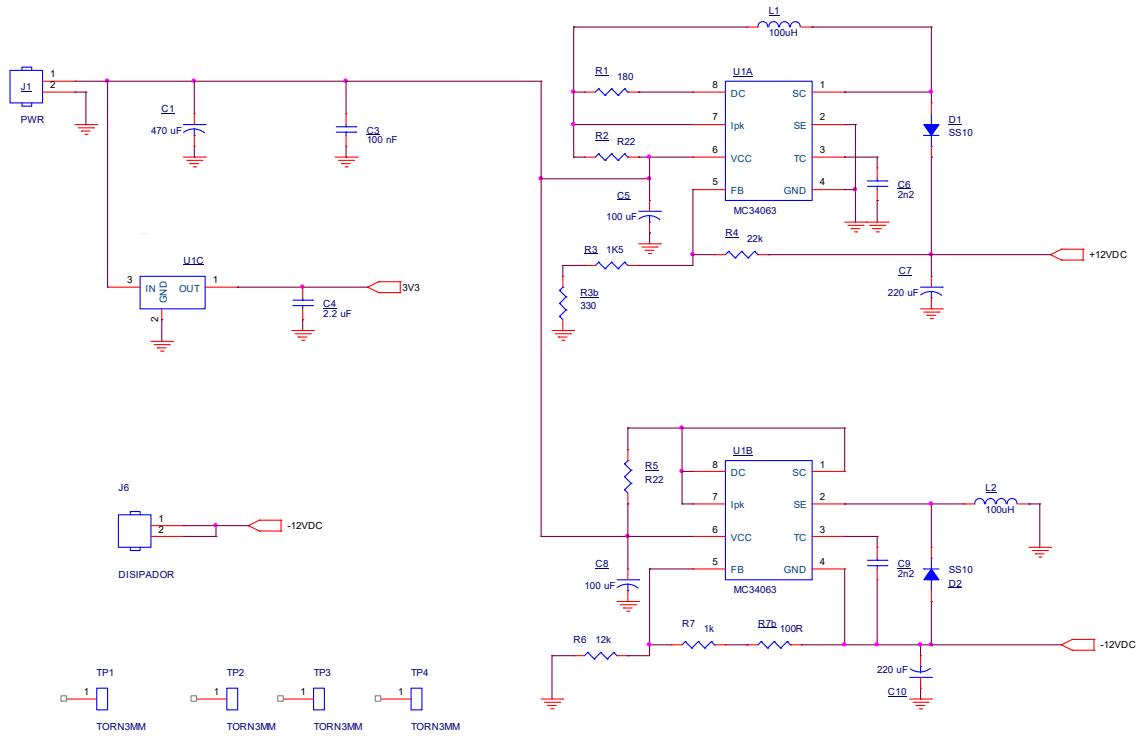 L1
100uH
J1
1
2
PWR
C1
470 uF
C3
100 nF
R1
180
R2
R22
U1A
8
DC
SC
1
7
Ipk
SE
2
6
VCC
TC
3
5
FB
GND
4
MC34063
D1
SS10
C6
2n2
C5
100 uF
R4
22k
R3
1K5
R3b
330
+12VDC
C7
220 uF
U1C
3
IN
GND
OUT
1
2
3V3
C4
2.2 uF
U1B
8
DC
SC
1
7
Ipk
SE
2
6
VCC
TC
3
5
FB
GND
4
MC34063
R5
R22
L2
100uH
C8
100 uF
C9
2n2
SS10
D2
J6
1
2
-12VDC
DISIPADOR
R6
12k
R7
1k
R7b
100R
-12VDC
220 uF
C10
TP1
1
TORN3MM
TP2
1
TORN3MM
TP3
1
TORN3MM
TP4
1
TORN3MM